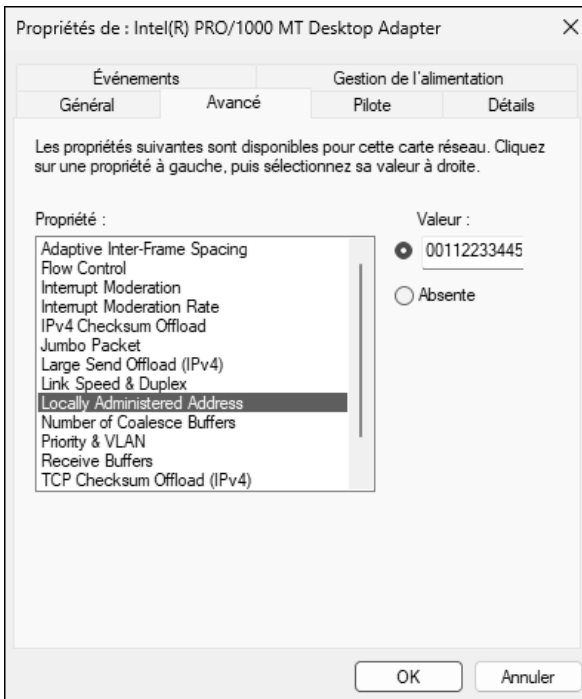 Propriétés de : Intel(R) PRO/1000 MT Desktop Adapter
Événements
Gestion de l'alimentation
Général
Avancé
Pilote
Détails
Les propriétés suivantes sont disponibles pour cette carte réseau. Cliquez
sur une propriété à gauche, puis sélectionnez sa valeur à droite.
Propriété :
Adaptive Inter-Frame Spacing
Flow Control
Interrupt Moderation
Interrupt Moderation Rate
IPv4 Checksum Offload
Jumbo Packet
Large Send Offload (IPv4)
Link Speed & Duplex
Locally Administered Address
Number of Coalesce Buffers
Priority & VLAN
Receive Buffers
TCP Checksum Offload (IPv4)
Valeur :
00112233445
Absente
OK
Annuler